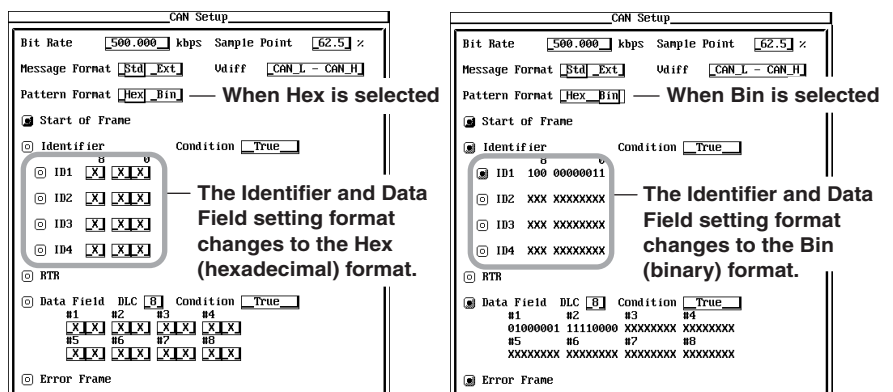 CAN Setup
Bit Rate 500.000 kbps Sample Point 62.5 %
Message Format Std Ext Vdiff CAN_L - CAN_H
Pattern Format Hex Bin When Hex is selected
Start of Frame
Identifier Condition True
8 0
ID1 X X X
ID2 X X X
ID3 X X X
ID4 X X X
The Identifier and Data
Field setting format
changes to the Hex
(hexadecimal) format.
RTR
Data Field DLC 8 Condition True
#1 #2 #3 #4
X X X X X X X X
#5 #6 #7 #8
X X X X X X X X
Error Frame
CAN Setup
Bit Rate 500.000 kbps Sample Point 62.5 %
Message Format Std Ext Vdiff CAN_L - CAN_H
Pattern Format Hex Bin When Bin is selected
Start of Frame
Identifier Condition True
8 0
ID1 100 00000011
ID2 XXX XXXXXXXX
ID3 XXX XXXXXXXX
ID4 XXX XXXXXXXX
The Identifier and Data
Field setting format
changes to the Bin
(binary) format.
RTR
Data Field DLC 8 Condition True
#1 #2 #3 #4
01000001 11110000 XXXXXXXX XXXXXXXX
#5 #6 #7 #8
XXXXXXXX XXXXXXXX XXXXXXXX XXXXXXXX
Error Frame